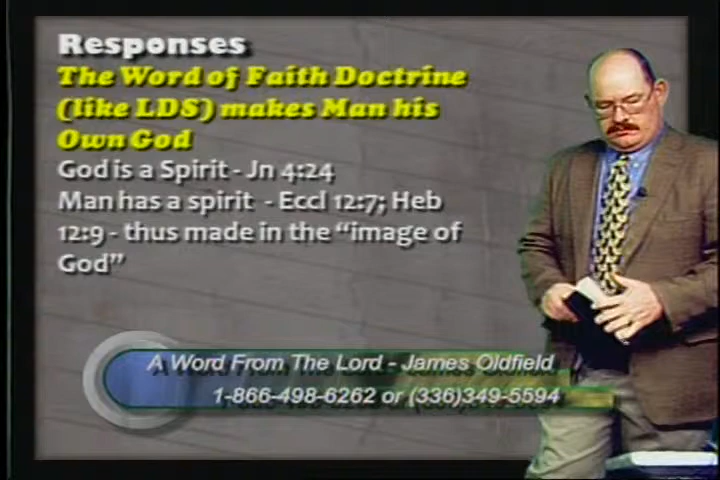 Responses
The Word of Faith Doctrine
(like LDS) makes Man his
Own God
God is a Spirit - Jn 4:24
Man has a spirit - Eccl 12:7; Heb
12:9 - thus made in the “image of
God”
A Word From The Lord - James Oldfield
1-866-498-6262 or (336)349-5594